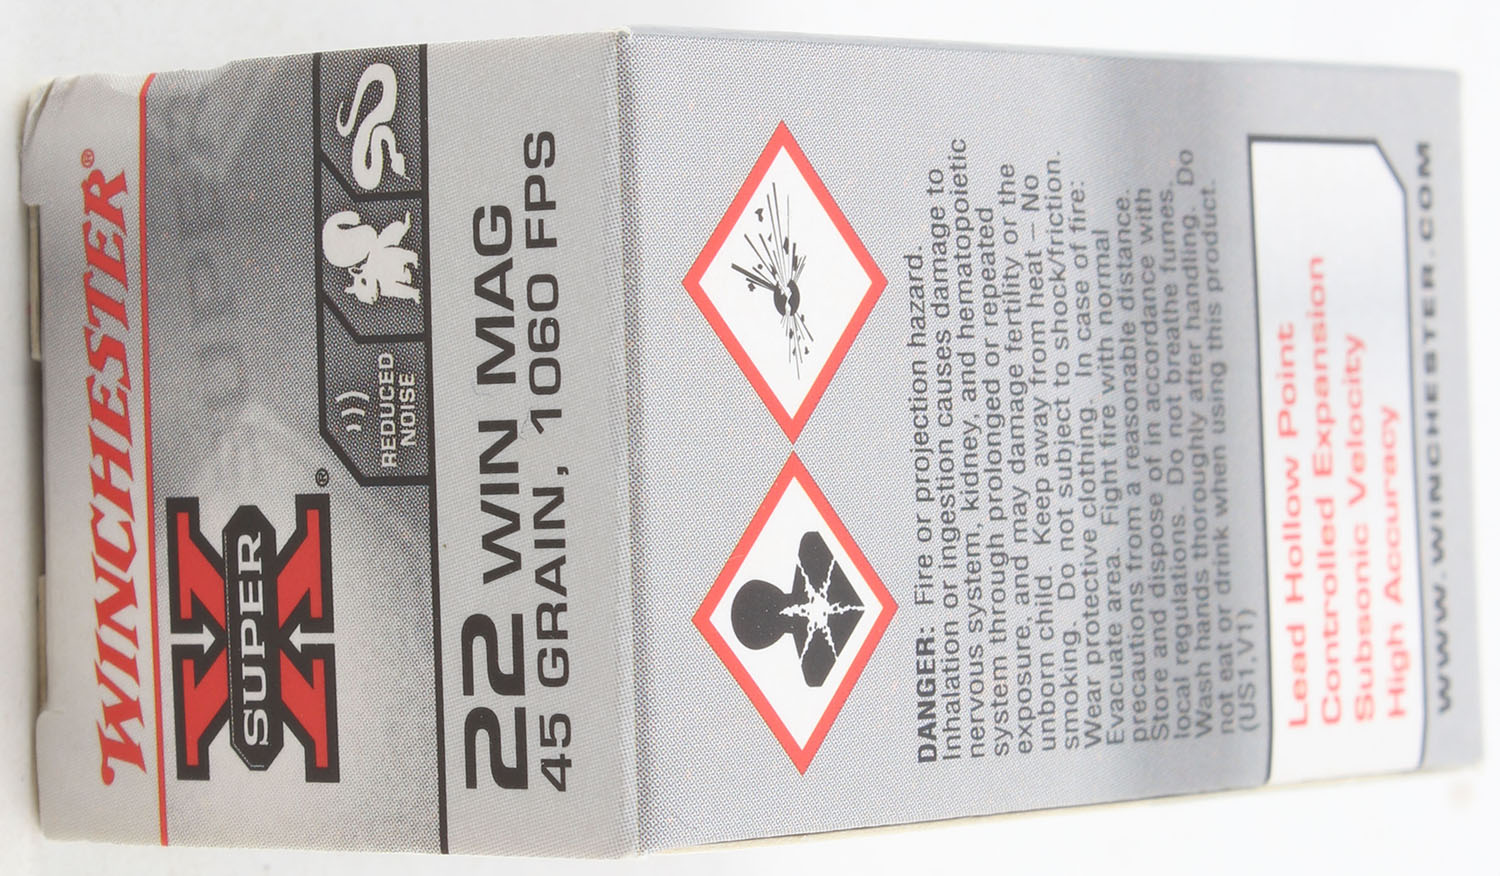 WINCHESTER®
SUPER X®
REDUCED
NOISE
22 WIN MAG
45 GRAIN, 1060 FPS
DANGER: Fire or projection hazard.
Inhalation or ingestion causes damage to
nervous system, kidney, and hematopoietic
system through prolonged or repeated
exposure, and may damage fertility or the
unborn child. Keep away from heat – No
smoking. Do not subject to shock/friction.
Wear protective clothing. In case of fire:
Evacuate area. Fight fire with normal
precautions from a reasonable distance.
Store and dispose of in accordance with
local regulations. Do not breathe fumes.
Wash hands thoroughly after handling. Do
not eat or drink when using this product.
(US1,V1)
Lead Hollow Point
Controlled Expansion
Subsonic Velocity
High Accuracy
WWW.WINCHESTER.COM